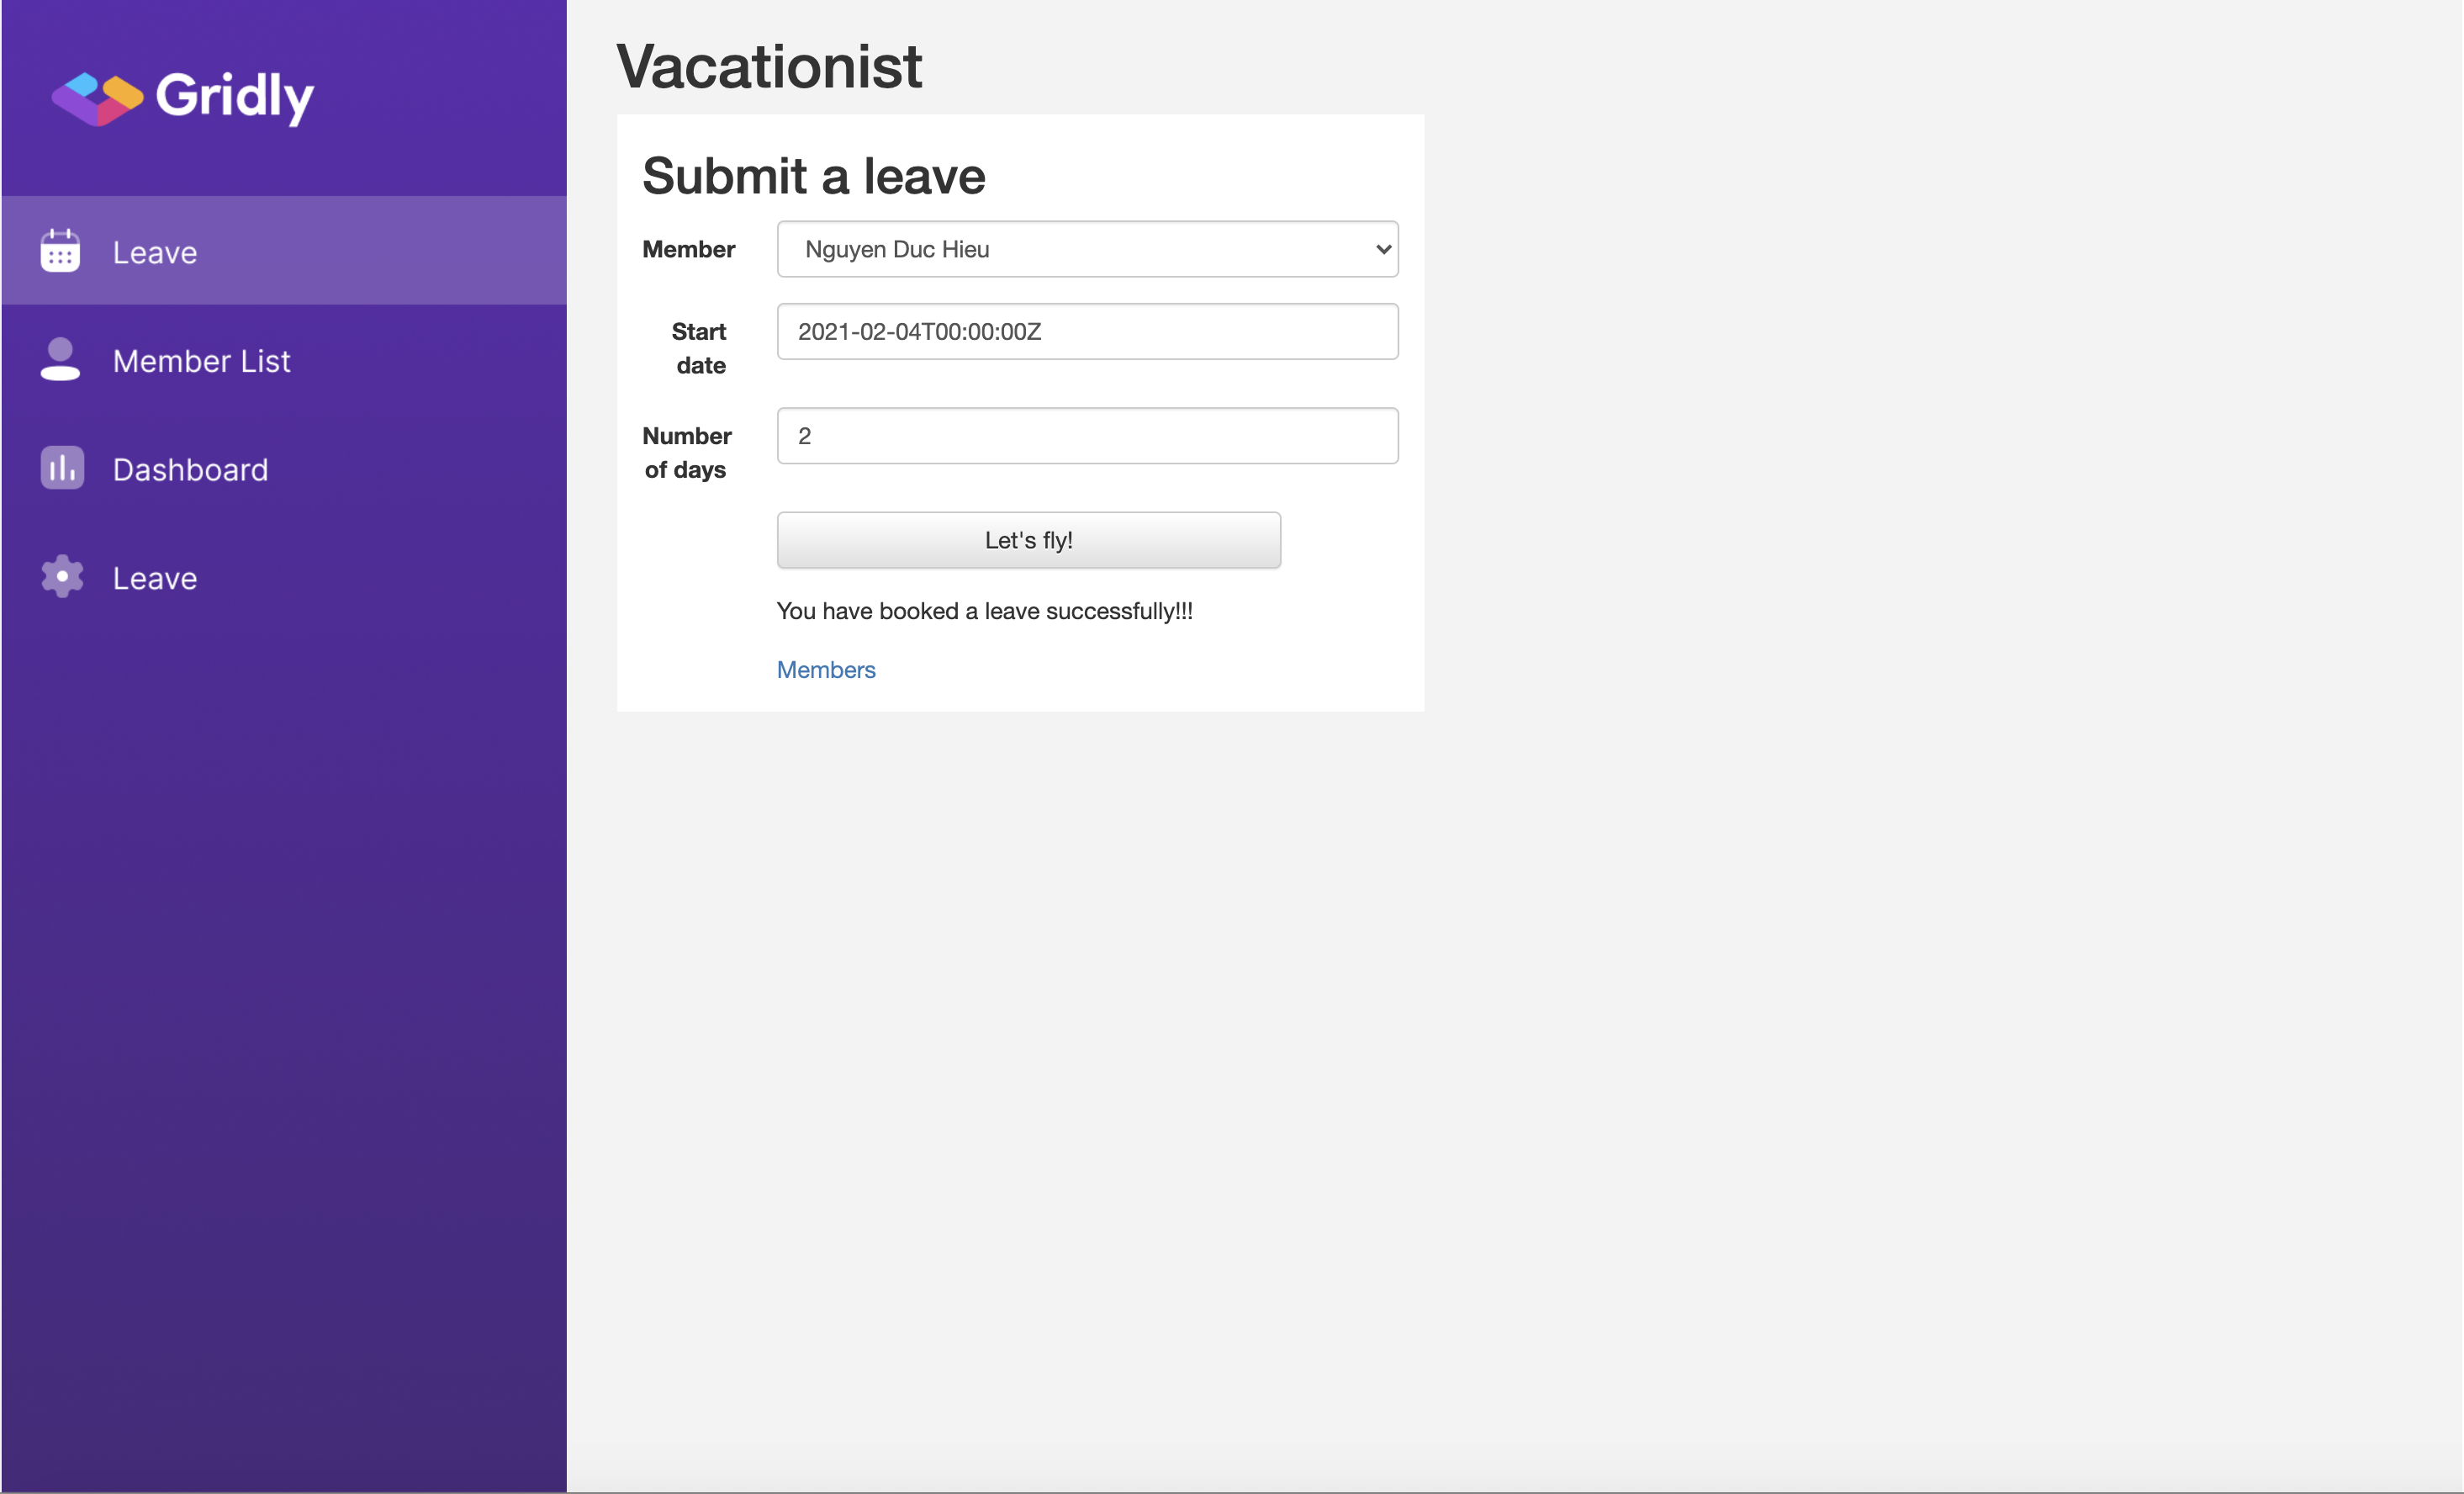 Gridly
Leave
Member List
Dashboard
Leave
Vacationist
Submit a leave
Member
Nguyen Duc Hieu
Start
date
2021-02-04T00:00:00Z
Number
of days
2
Let's fly!
You have booked a leave successfully!!!
Members